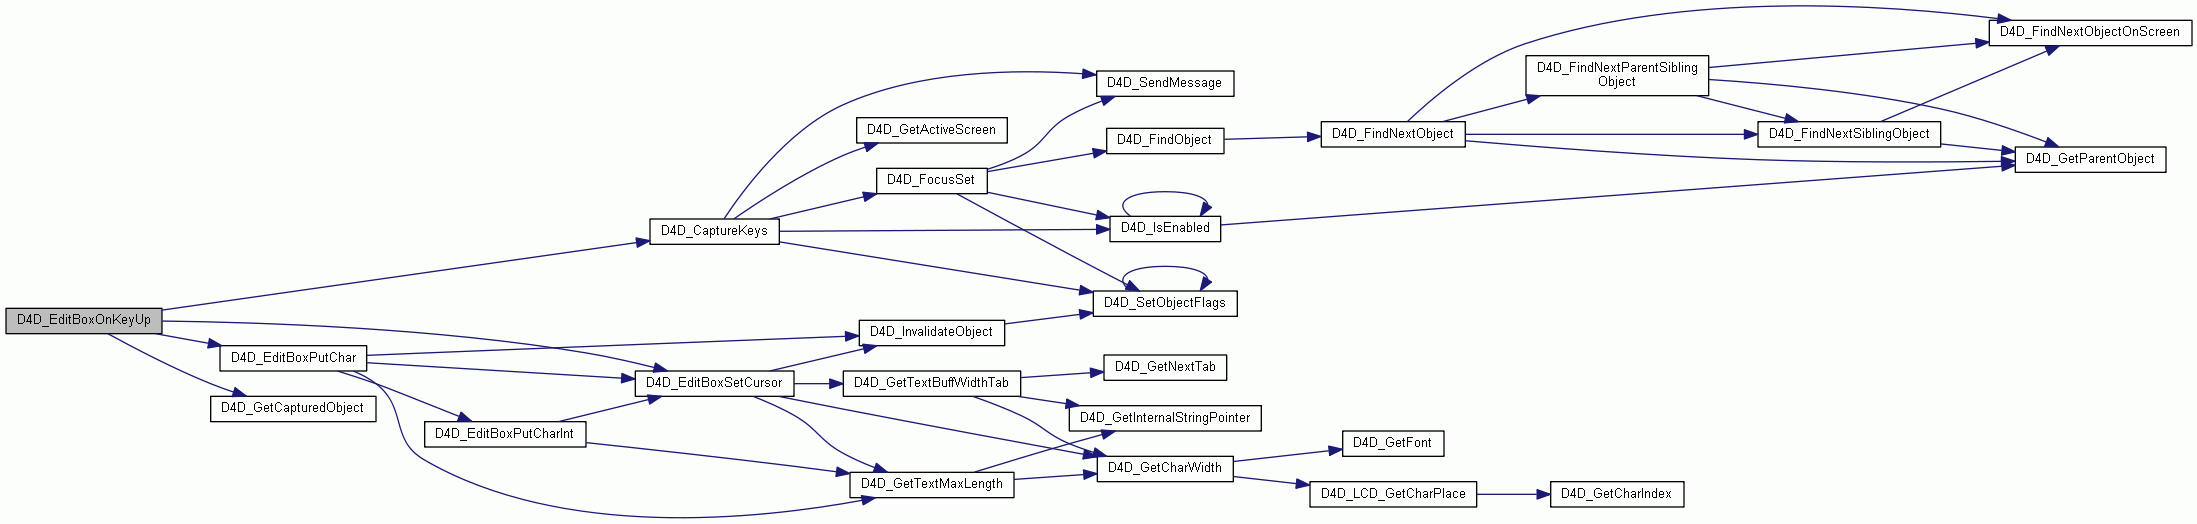 D4D_EditBoxOnKeyUp
D4D_CaptureKeys
D4D_EditBoxPutChar
D4D_GetCapturedObject
D4D_EditBoxPutCharInt
D4D_EditBoxSetCursor
D4D_GetActiveScreen
D4D_FocusSet
D4D_InvalidateObject
D4D_GetTextBuffWidthTab
D4D_GetTextMaxLength
D4D_SendMessage
D4D_FindObject
D4D_IsEnabled
D4D_SetObjectFlags
D4D_GetNextTab
D4D_GetInternalStringPointer
D4D_GetCharWidth
D4D_FindNextObject
D4D_GetFont
D4D_LCD_GetCharPlace
D4D_GetCharIndex
D4D_FindNextParentSibling
Object
D4D_FindNextSiblingObject
D4D_FindNextObjectOnScreen
D4D_GetParentObject